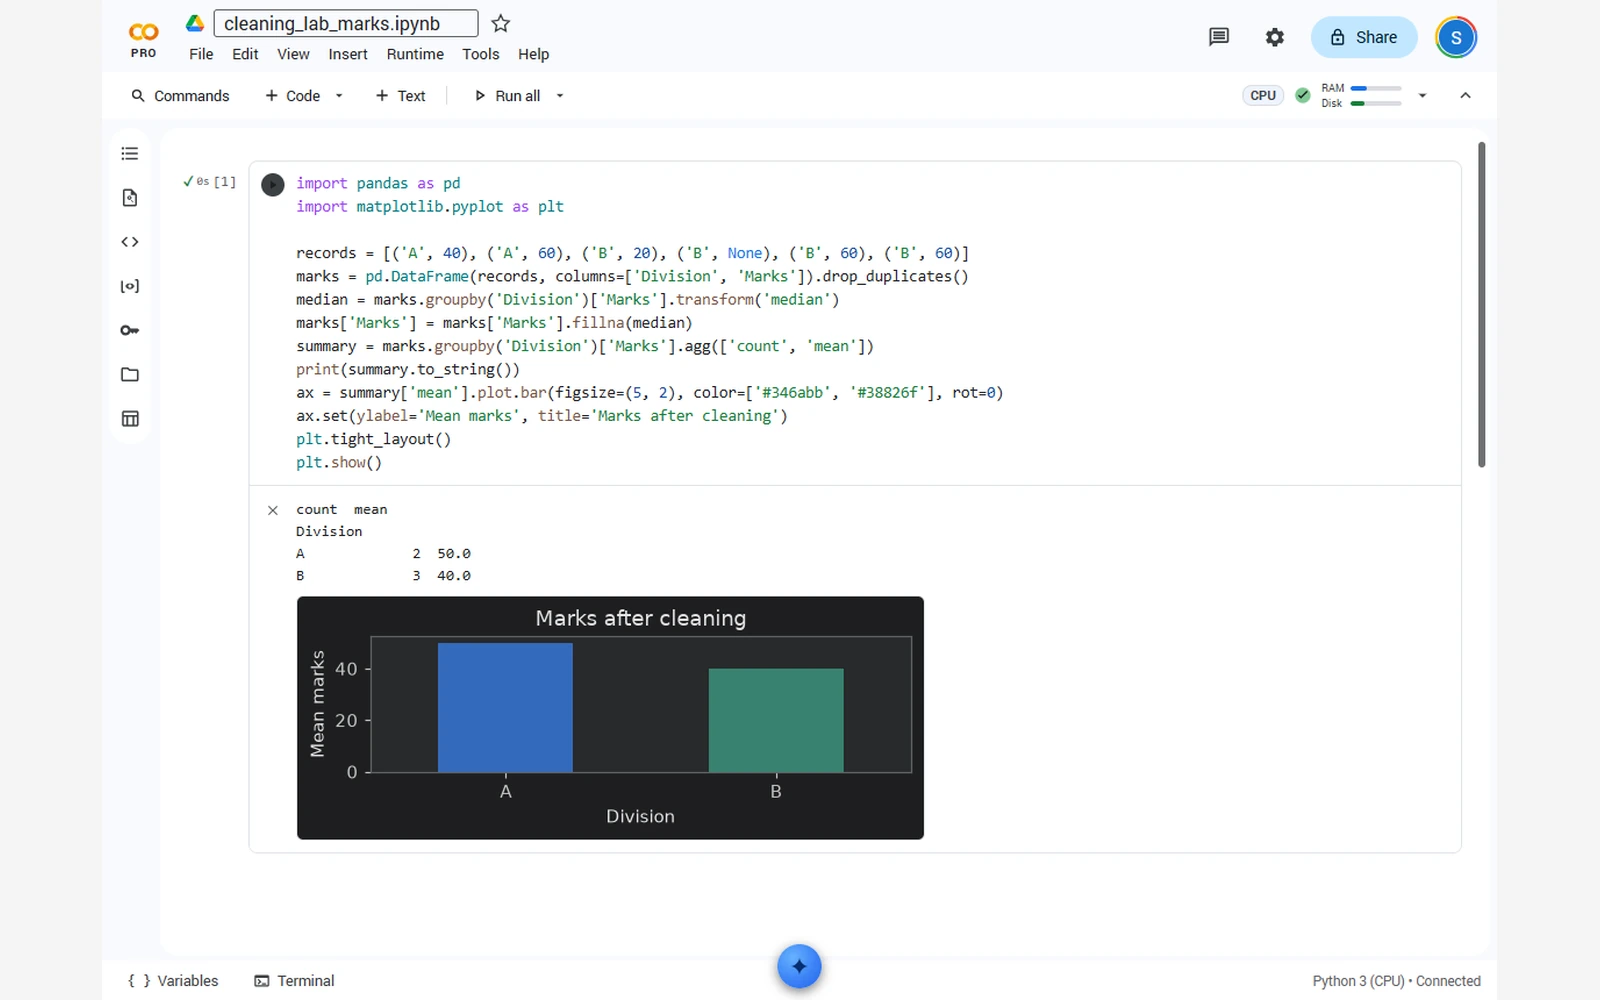 cleaning_lab_marks.ipynb
PRO
File Edit View Insert Runtime Tools Help
Share
S
Commands + Code + Text Run all
CPU
RAM
Disk
0s [1]
import pandas as pd
import matplotlib.pyplot as plt
records = [('A', 40), ('A', 60), ('B', 20), ('B', None), ('B', 60), ('B', 60)]
marks = pd.DataFrame(records, columns=['Division', 'Marks']).drop_duplicates()
median = marks.groupby('Division')['Marks'].transform('median')
marks['Marks'] = marks['Marks'].fillna(median)
summary = marks.groupby('Division')['Marks'].agg(['count', 'mean'])
print(summary.to_string())
ax = summary['mean'].plot.bar(figsize=(5, 2), color=['#346abb', '#38826f'], rot=0)
ax.set(ylabel='Mean marks', title='Marks after cleaning')
plt.tight_layout()
plt.show()
count mean
Division
A 2 50.0
B 3 40.0
Marks after cleaning
Mean marks
40
20
0
A B
Division
{ } Variables Terminal
Python 3 (CPU) • Connected